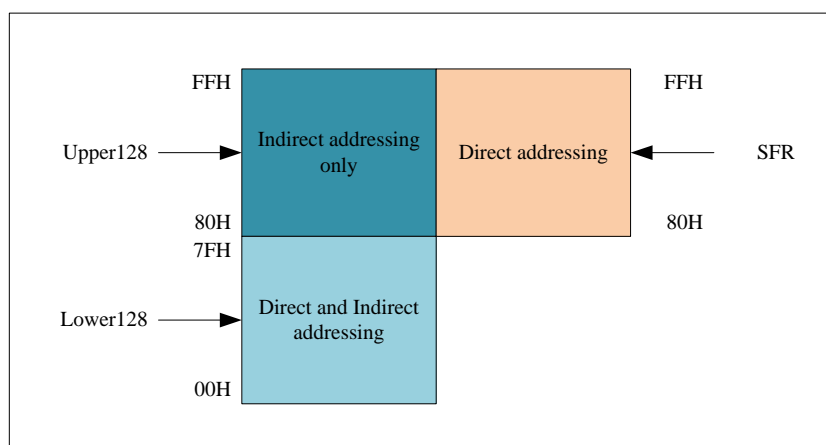 FFH
FFH
Indirect addressing
only
Direct addressing
Upper128
SFR
80H
80H
7FH
Direct and Indirect
addressing
Lower128
00H